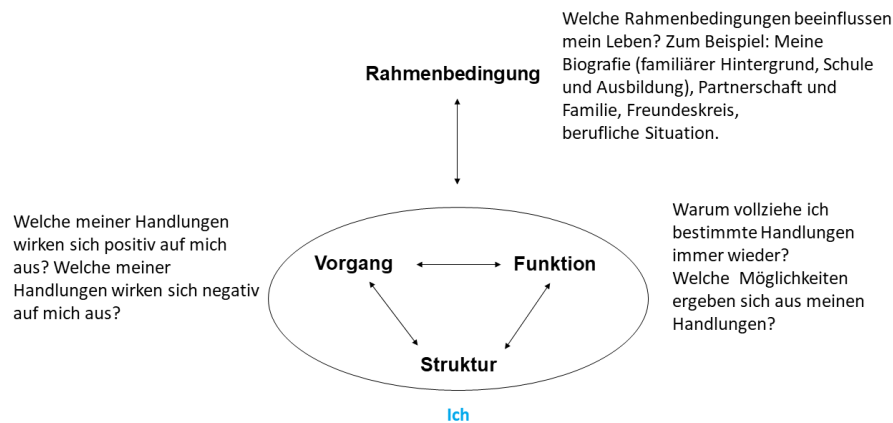 Welche Rahmenbedingungen beeinflussen
mein Leben? Zum Beispiel: Meine
Biografie (familiärer Hintergrund, Schule
und Ausbildung), Partnerschaft und
Familie, Freundeskreis,
berufliche Situation.
Rahmenbedingung
Welche meiner Handlungen
wirken sich positiv auf mich
aus? Welche meiner
Handlungen wirken sich negativ
auf mich aus?
Vorgang
Funktion
Struktur
Warum vollziehe ich
bestimmte Handlungen
immer wieder?
Welche Möglichkeiten
ergeben sich aus meinen
Handlungen?
Ich